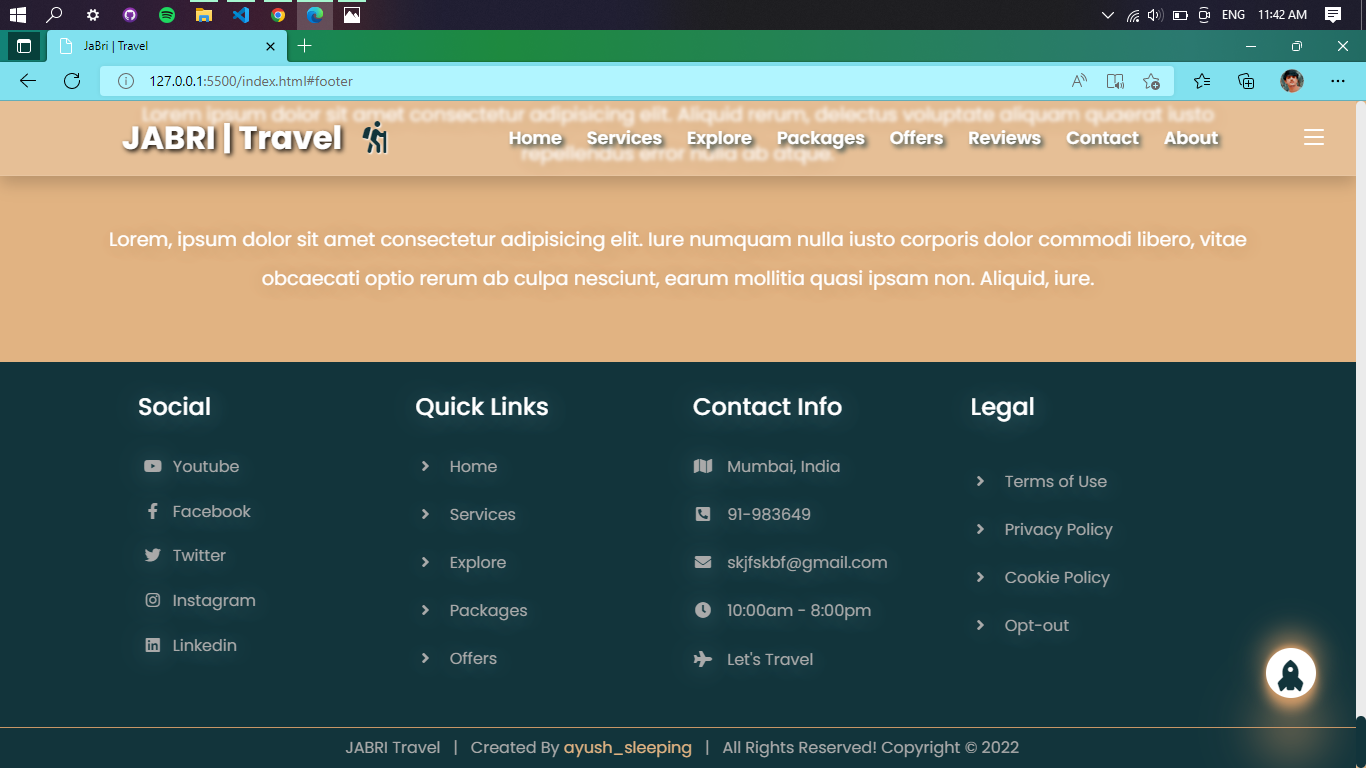 ENG 11:42 AM
JaBri | Travel
127.0.0.1:5500/index.html#footer
Lorem ipsum dolor sit amet consectetur adipisicing elit. Aliquid rerum, delectus voluptate aliquam quaerat iusto
JABRI | Travel Home Services Explore Packages Offers Reviews Contact About
repellendus error nulla ab atque.
Lorem, ipsum dolor sit amet consectetur adipisicing elit. Iure numquam nulla iusto corporis dolor commodi libero, vitae
obcaecati optio rerum ab culpa nesciunt, earum mollitia quasi ipsam non. Aliquid, iure.
Social
Youtube
Facebook
Twitter
Instagram
Linkedin
Quick Links
Home
Services
Explore
Packages
Offers
Contact Info
Mumbai, India
91-983649
skjfskbf@gmail.com
10:00am - 8:00pm
Let's Travel
Legal
Terms of Use
Privacy Policy
Cookie Policy
Opt-out
JABRI Travel | Created By ayush_sleeping | All Rights Reserved! Copyright © 2022